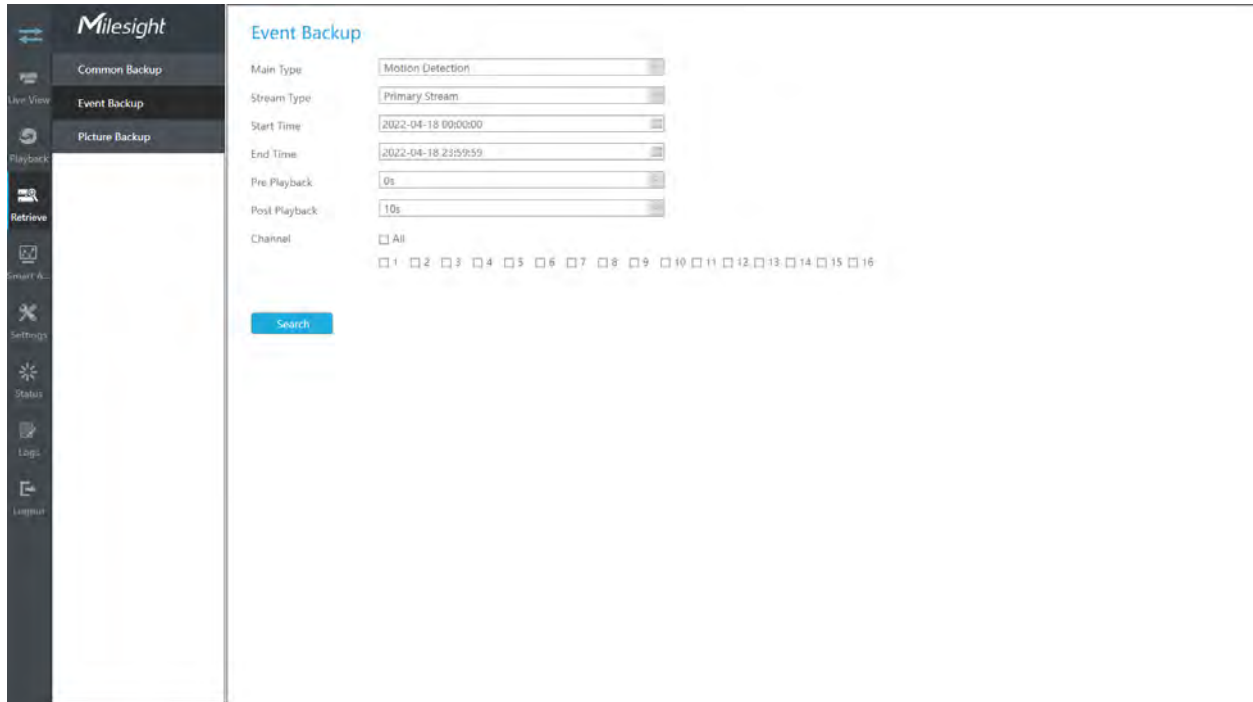 Milesight
Live View
Playback
Retrieve
Smart A...
Settings
Status
Logs
Logout
Common Backup
Event Backup
Picture Backup
Event Backup
Main Type Motion Detection
Stream Type Primary Stream
Start Time 2022-04-18 00:00:00
End Time 2022-04-18 23:59:59
Pre Playback 0s
Post Playback 10s
Channel All
1 2 3 4 5 6 7 8 9 10 11 12 13 14 15 16
Search